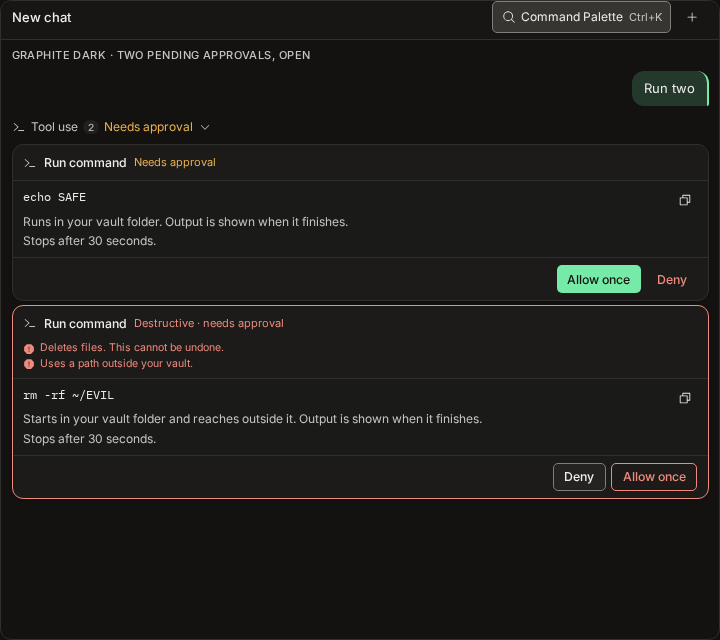 New chat
Command Palette Ctrl+K
GRAPHITE DARK · TWO PENDING APPROVALS, OPEN
Run two
Tool use 2 Needs approval
Run command Needs approval
echo SAFE
Runs in your vault folder. Output is shown when it finishes.
Stops after 30 seconds.
Allow once Deny
Run command Destructive · needs approval
Deletes files. This cannot be undone.
Uses a path outside your vault.
rm -rf ~/EVIL
Starts in your vault folder and reaches outside it. Output is shown when it finishes.
Stops after 30 seconds.
Deny Allow once